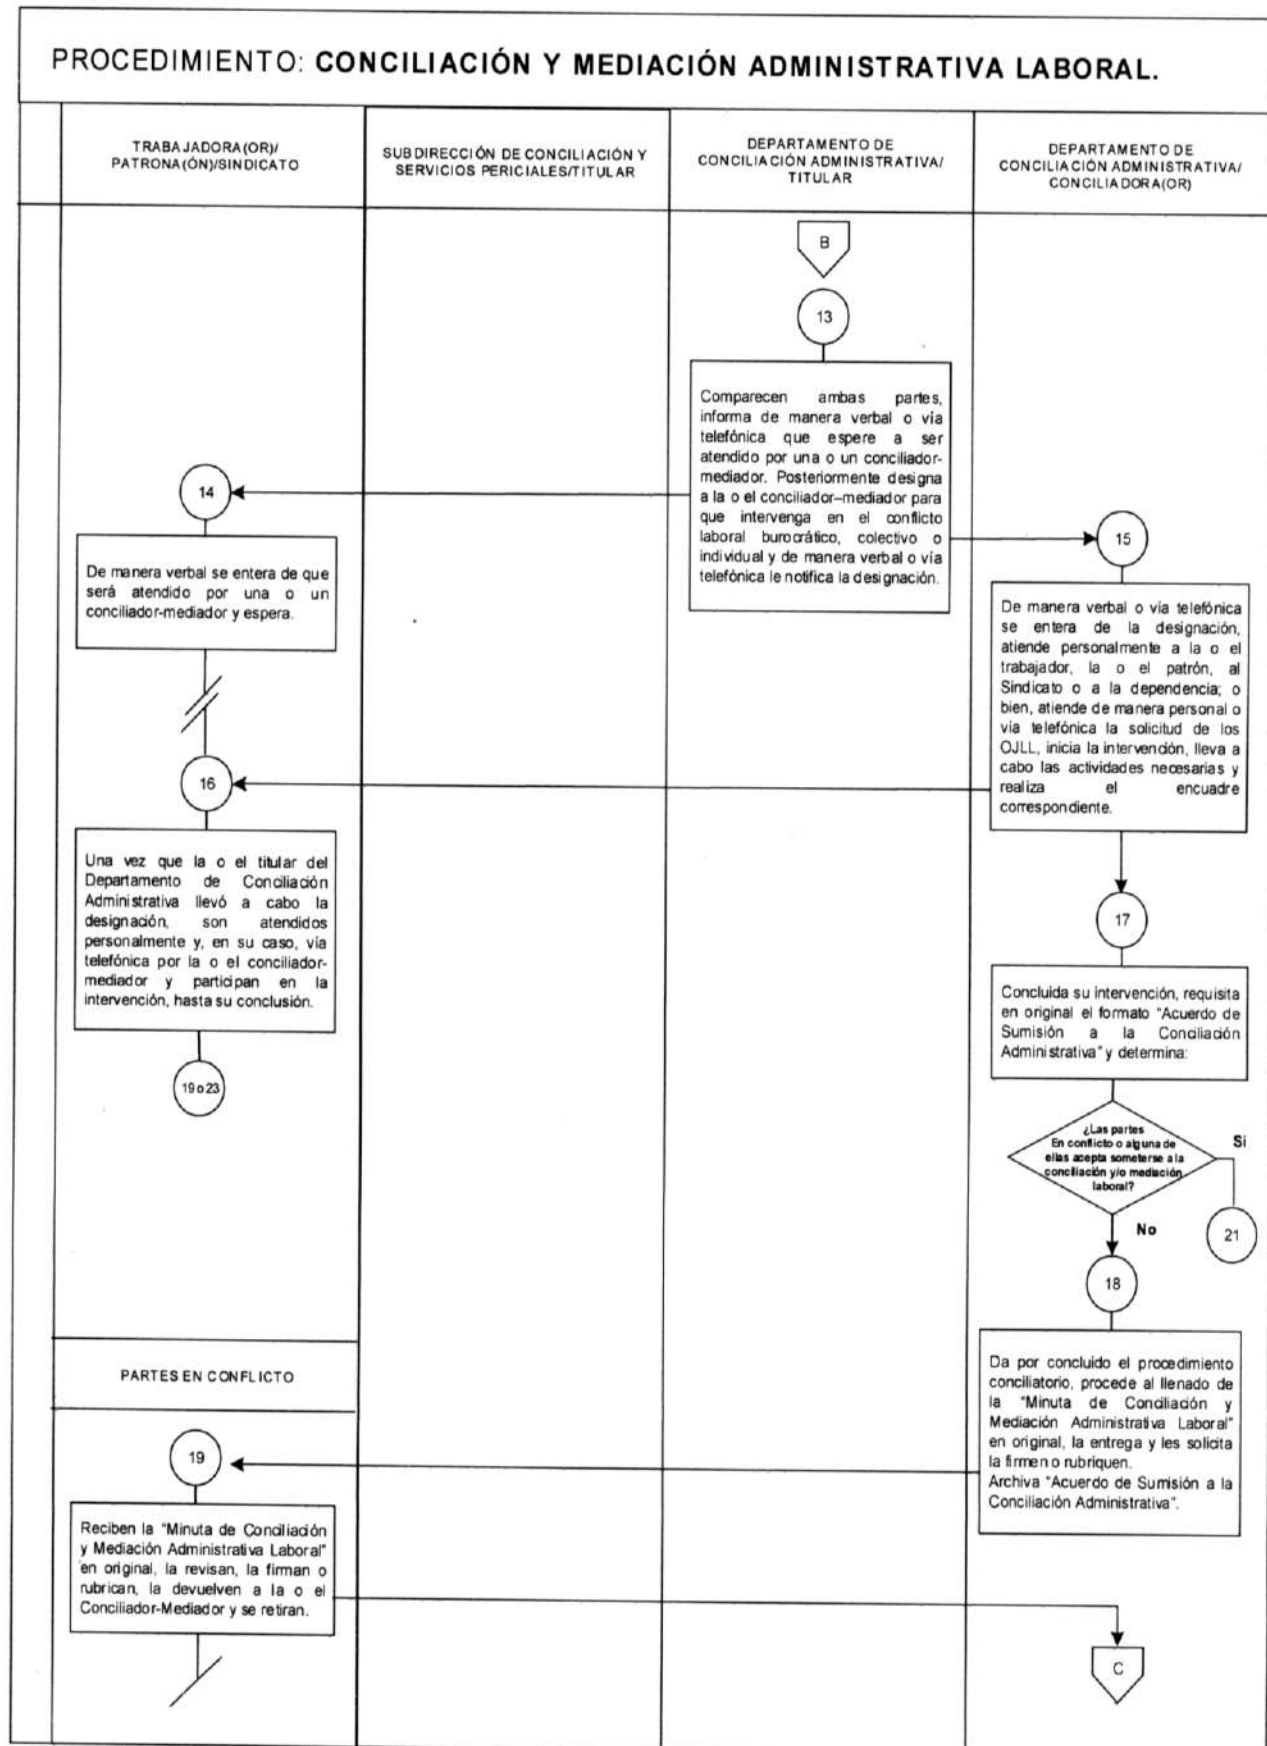 PROCEDIMIENTO: CONCILIACIÓN Y MEDIACIÓN ADMINISTRATIVA LABORAL.
TRABAJADORA(OR)/
PATRONA(ÓN)/SINDICATO
SUBDIRECCIÓN DE CONCILIACIÓN Y
SERVICIOS PERICIALES/TITULAR
DEPARTAMENTO DE
CONCILIACIÓN ADMINISTRATIVA/
TITULAR
DEPARTAMENTO DE
CONCILIACIÓN ADMINISTRATIVA/
CONCILIADORA(OR)
B
13
Comparecen ambas partes,
informa de manera verbal o vía
telefónica que espere a ser
atendido por una o un conciliador-
mediador. Posteriormente designa
a la o el conciliador–mediador para
que intervenga en el conflicto
laboral burocrático, colectivo o
individual y de manera verbal o vía
telefónica le notifica la designación.
14
De manera verbal se entera de que
será atendido por una o un
conciliador-mediador y espera.
15
De manera verbal o vía telefónica
se entera de la designación,
atiende personalmente a la o el
trabajador, la o el patrón, al
Sindicato o a la dependencia; o
bien, atiende de manera personal o
vía telefónica la solicitud de los
OJLL, inicia la intervención, lleva a
cabo las actividades necesarias y
realiza el encuadre
correspondiente.
16
Una vez que la o el titular del
Departamento de Conciliación
Administrativa llevó a cabo la
designación, son atendidos
personalmente y, en su caso, vía
telefónica por la o el conciliador-
mediador y participan en la
intervención, hasta su conclusión.
19 o 23
17
Concluida su intervención, requisita
en original el formato "Acuerdo de
Sumisión a la Conciliación
Administrativa" y determina:
¿Las partes
En conflicto o alguna de
ellas acepta someterse a la
conciliación y/o mediación
laboral?
Si
No
21
18
Da por concluido el procedimiento
conciliatorio, procede al llenado de
la "Minuta de Conciliación y
Mediación Administrativa Laboral"
en original, la entrega y les solicita
la firmen o rubriquen.
Archiva "Acuerdo de Sumisión a la
Conciliación Administrativa".
PARTES EN CONFLICTO
19
Reciben la "Minuta de Conciliación
y Mediación Administrativa Laboral"
en original, la revisan, la firman o
rubrican, la devuelven a la o el
Conciliador-Mediador y se retiran.
C